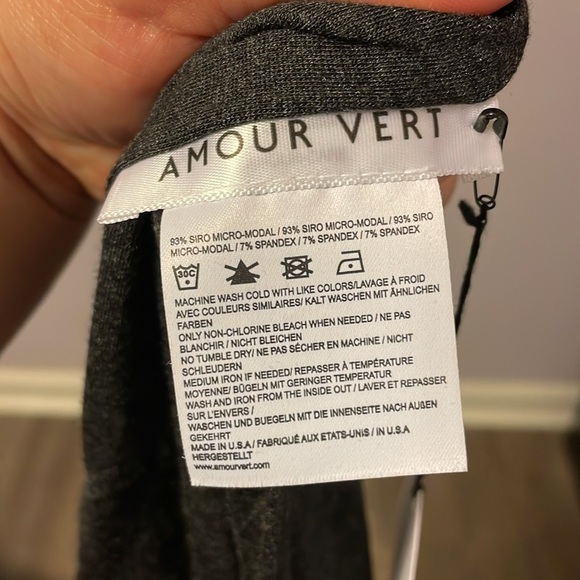 AMOUR VERT
93% SIRO MICRO-MODAL / 93% SIRO MICRO-MODAL / 93% SIRO
MICRO-MODAL / 7% SPANDEX / 7% SPANDEX / 7% SPANDEX
30C
MACHINE WASH COLD WITH LIKE COLORS/LAVAGE À FROID
AVEC COULEURS SIMILAIRES/ KALT WASCHEN MIT ÄHNLICHEN
FARBEN
ONLY NON-CHLORINE BLEACH WHEN NEEDED / NE PAS
BLANCHIR / NICHT BLEICHEN
NO TUMBLE DRY/ NE PAS SÉCHER EN MACHINE / NICHT
SCHLEUDERN
MEDIUM IRON IF NEEDED/ REPASSER À TEMPÉRATURE
MOYENNE/ BÜGELN MIT GERINGER TEMPERATUR
WASH AND IRON FROM THE INSIDE OUT / LAVER ET REPASSER
SUR L'ENVERS /
WASCHEN UND BUEGELN MIT DIE INNENSEITE NACH AUßEN
GEKEHRT
MADE IN U.S.A/ FABRIQUÉ AUX ETATS-UNIS / IN U.S.A
HERGESTELLT
www.amourvert.com